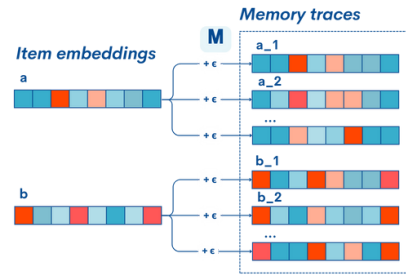 M
Memory traces
Item embeddings
a
+ ϵ
a_1
+ ϵ
a_2
...
+ ϵ
b
+ ϵ
b_1
+ ϵ
b_2
...
+ ϵ